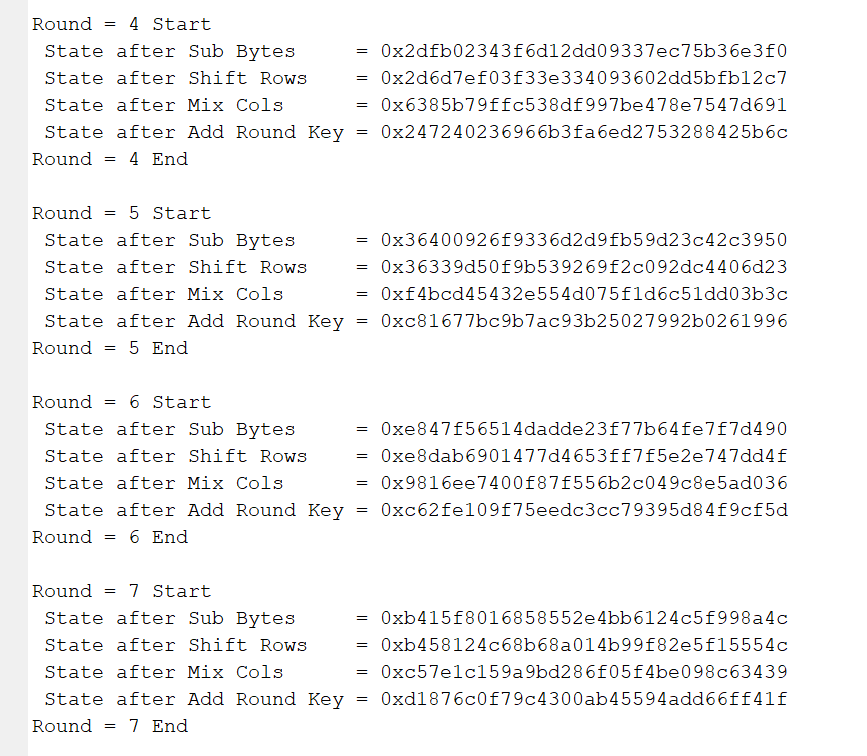 Round = 4 Start
State after Sub Bytes = 0x2dfb02343f6d12dd09337ec75b36e3f0
State after Shift Rows = 0x2d6d7ef03f33e334093602dd5bfb12c7
State after Mix Cols = 0x6385b79ffc538df997be478e7547d691
State after Add Round Key = 0x247240236966b3fa6ed2753288425b6c
Round = 4 End
Round = 5 Start
State after Sub Bytes = 0x36400926f9336d2d9fb59d23c42c3950
State after Shift Rows = 0x36339d50f9b539269f2c092dc4406d23
State after Mix Cols = 0xf4bcd45432e554d075f1d6c51dd03b3c
State after Add Round Key = 0xc81677bc9b7ac93b25027992b0261996
Round = 5 End
Round = 6 Start
State after Sub Bytes = 0xe847f56514dadde23f77b64fe7f7d490
State after Shift Rows = 0xe8dab6901477d4653ff7f5e2e747dd4f
State after Mix Cols = 0x9816ee7400f87f556b2c049c8e5ad036
State after Add Round Key = 0xc62fe109f75eedc3cc79395d84f9cf5d
Round = 6 End
Round = 7 Start
State after Sub Bytes = 0xb415f8016858552e4bb6124c5f998a4c
State after Shift Rows = 0xb458124c68b68a014b99f82e5f15554c
State after Mix Cols = 0xc57e1c159a9bd286f05f4be098c63439
State after Add Round Key = 0xd1876c0f79c4300ab45594add66ff41f
Round = 7 End